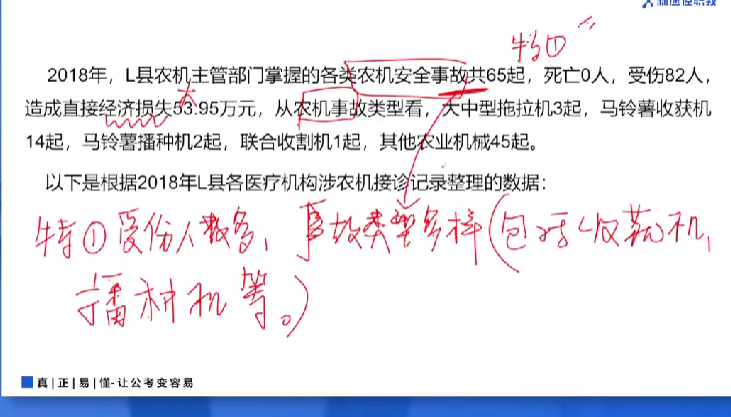 特①
2018年，L县农机主管部门掌握的各类农机安全事故共65起，死亡0人，受伤82人，
造成直接经济损失53.95万元，从农机事故类型看，大中型拖拉机3起，马铃薯收获机
14起，马铃薯播种机2起，联合收割机1起，其他农业机械45起。
大
以下是根据2018年L县各医疗机构涉农机接诊记录整理的数据：
特①受伤人数多，事故类型多样（包括收获机，
播种机等。）
真|正|易|懂-让公考变容易